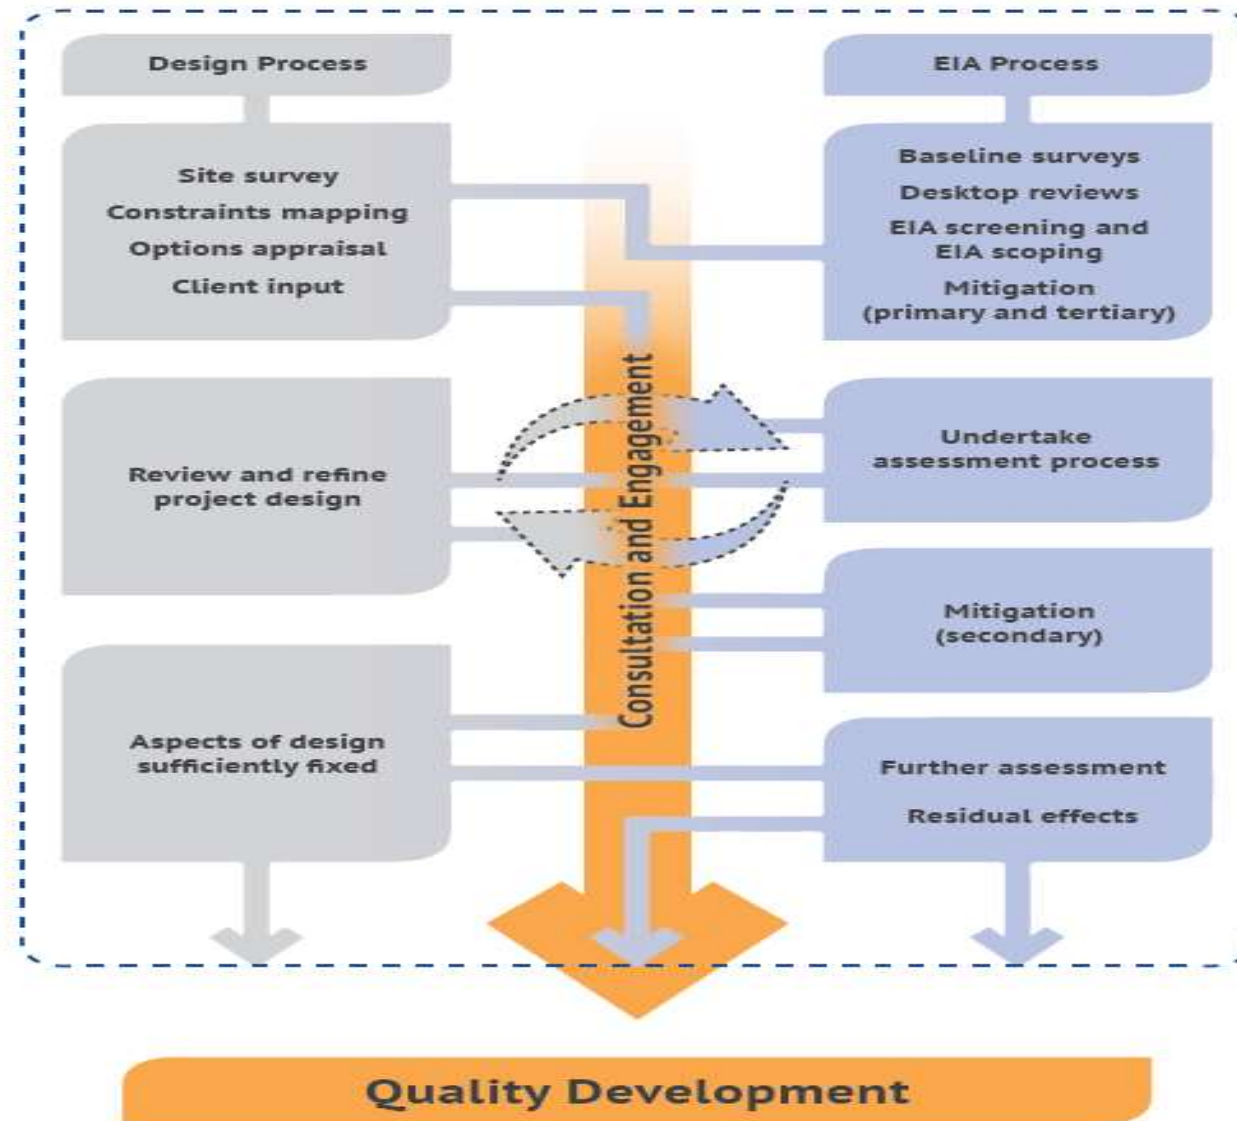 Design Process
Site survey
Constraints mapping
Options appraisal
Client input
Review and refine
project design
Aspects of design
sufficiently fixed
Consultation and Engagement
EIA Process
Baseline surveys
Desktop reviews
EIA screening and
EIA scoping
Mitigation
(primary and tertiary)
Undertake
assessment process
Mitigation
(secondary)
Further assessment
Residual effects
Quality Development